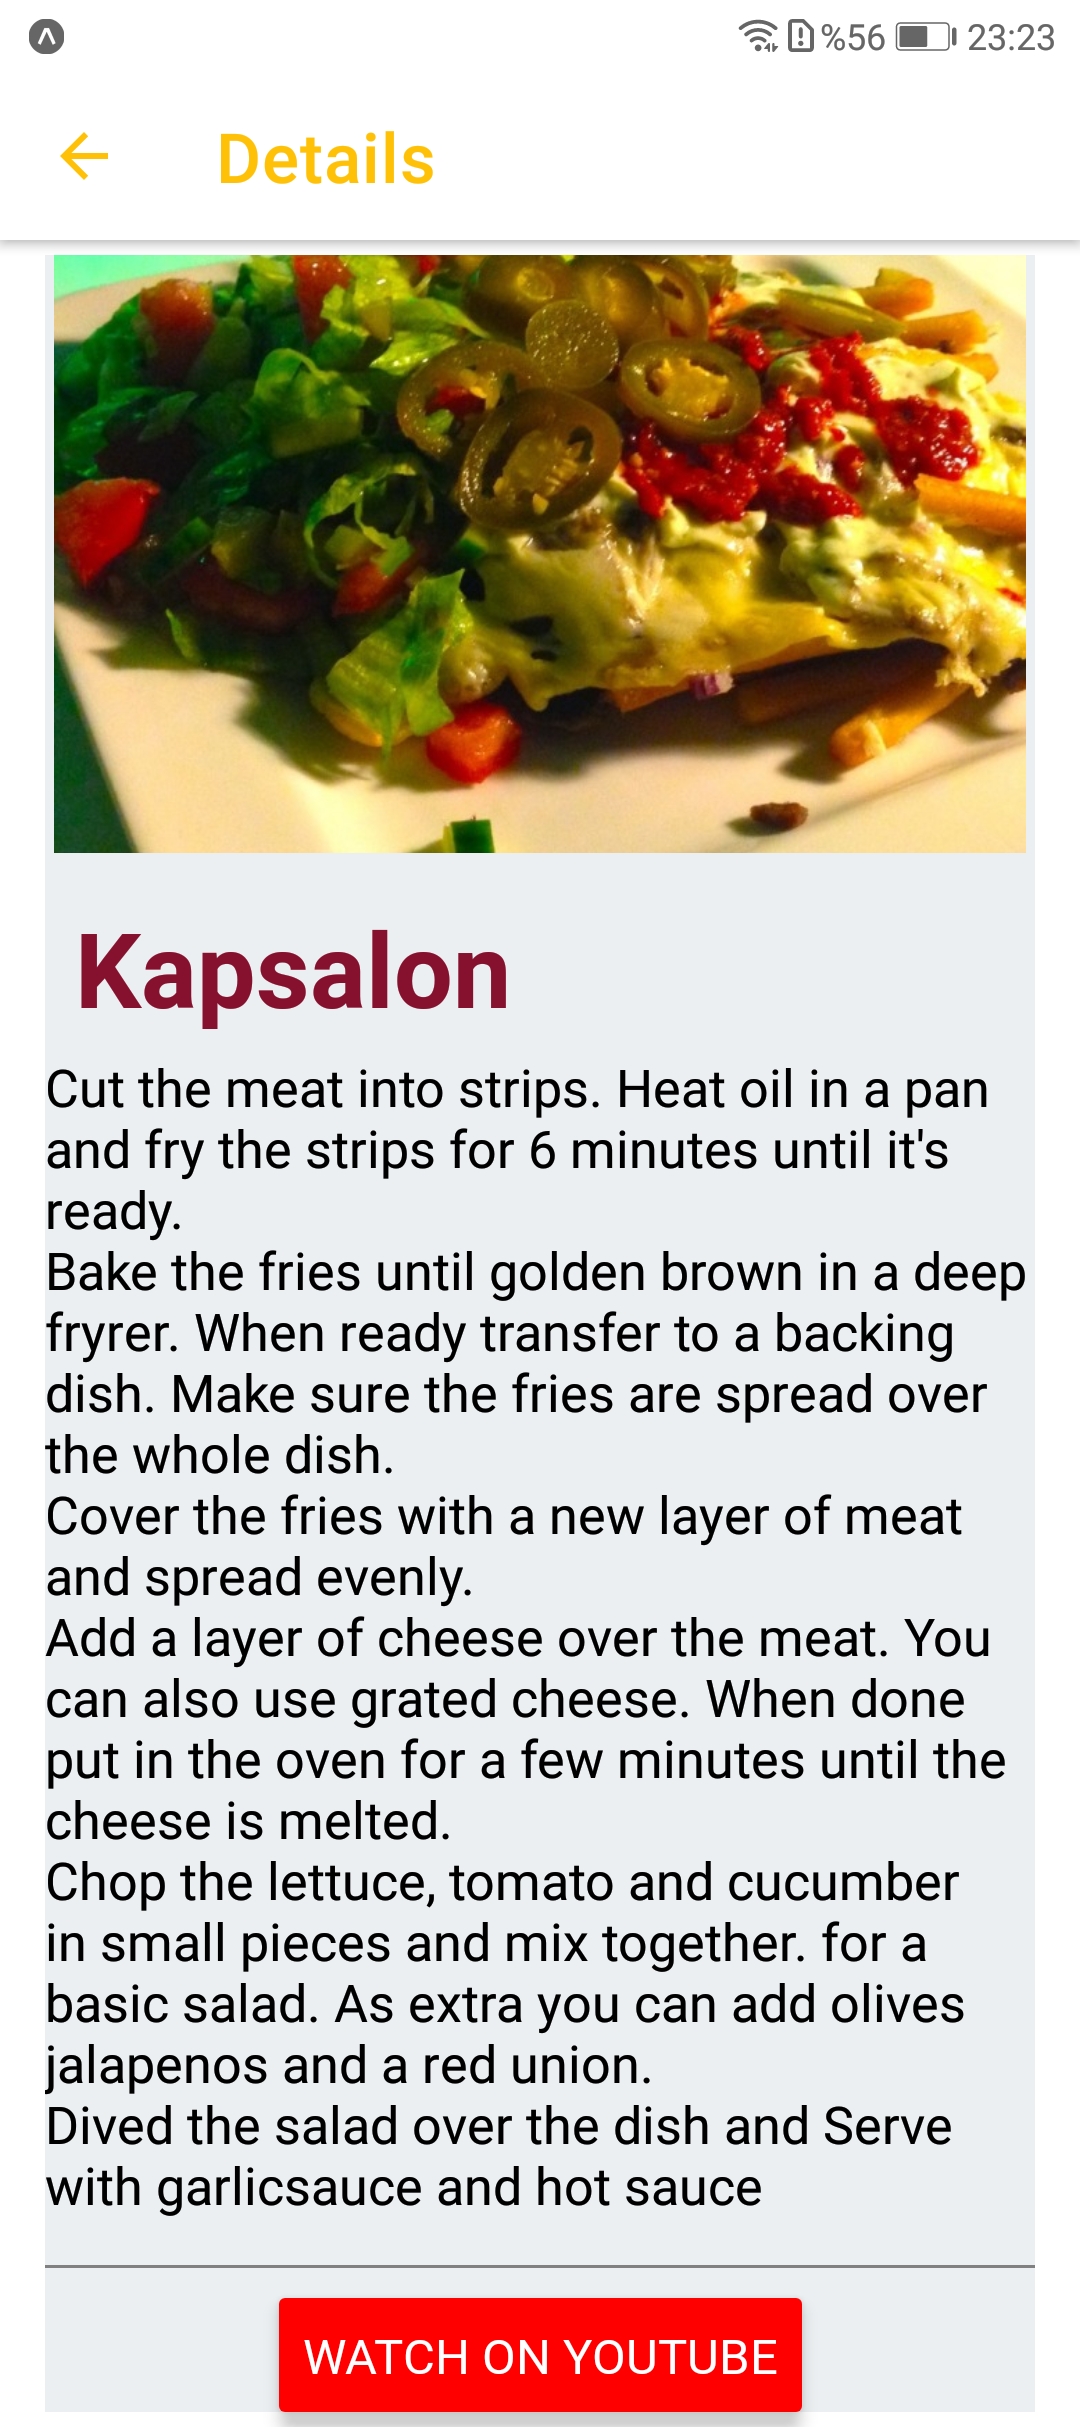 %56 23:23
Details
Kapsalon
Cut the meat into strips. Heat oil in a pan
and fry the strips for 6 minutes until it's
ready.
Bake the fries until golden brown in a deep
fryrer. When ready transfer to a backing
dish. Make sure the fries are spread over
the whole dish.
Cover the fries with a new layer of meat
and spread evenly.
Add a layer of cheese over the meat. You
can also use grated cheese. When done
put in the oven for a few minutes until the
cheese is melted.
Chop the lettuce, tomato and cucumber
in small pieces and mix together. for a
basic salad. As extra you can add olives
jalapenos and a red union.
Dived the salad over the dish and Serve
with garlicsauce and hot sauce
WATCH ON YOUTUBE